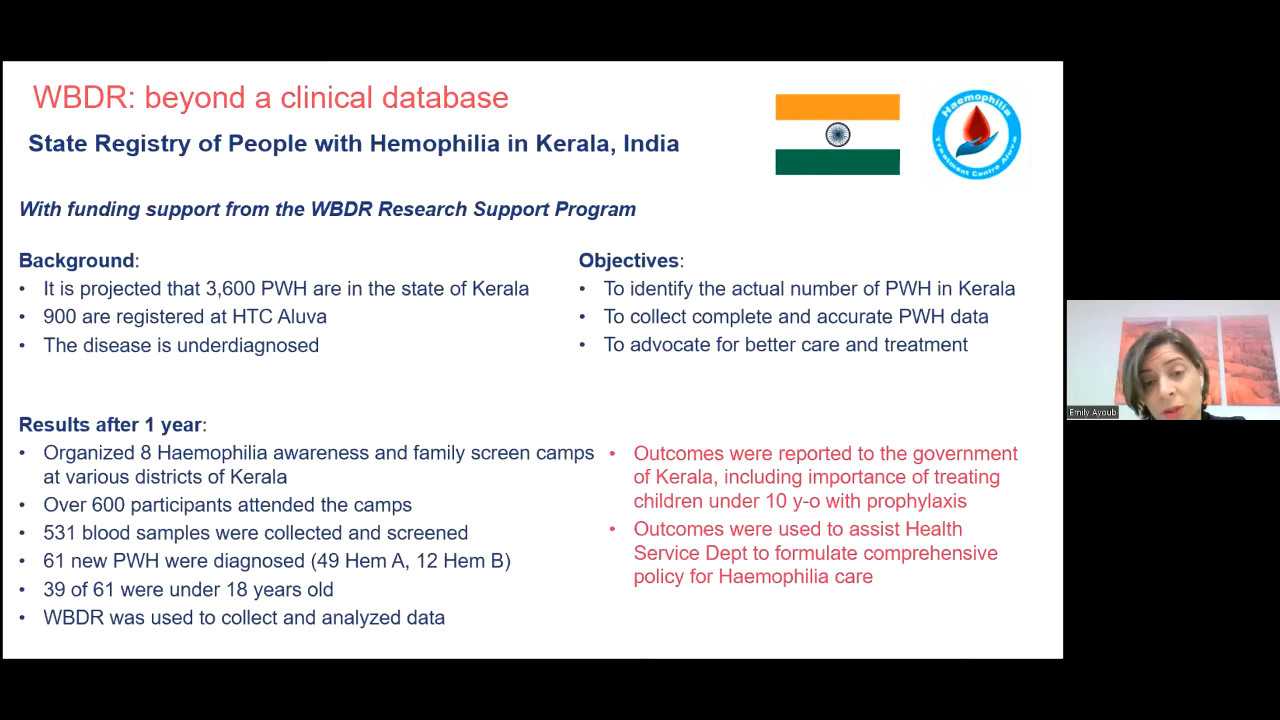 WBDR: beyond a clinical database
State Registry of People with Hemophilia in Kerala, India
Haemophilia
Treatment Centre Aluva
With funding support from the WBDR Research Support Program
Background:
• It is projected that 3,600 PWH are in the state of Kerala
• 900 are registered at HTC Aluva
• The disease is underdiagnosed
Objectives:
• To identify the actual number of PWH in Kerala
• To collect complete and accurate PWH data
• To advocate for better care and treatment
Results after 1 year:
• Organized 8 Haemophilia awareness and family screen camps
at various districts of Kerala
• Over 600 participants attended the camps
• 531 blood samples were collected and screened
• 61 new PWH were diagnosed (49 Hem A, 12 Hem B)
• 39 of 61 were under 18 years old
• WBDR was used to collect and analyzed data
• Outcomes were reported to the government
of Kerala, including importance of treating
children under 10 y-o with prophylaxis
• Outcomes were used to assist Health
Service Dept to formulate comprehensive
policy for Haemophilia care
Emily Ayoub